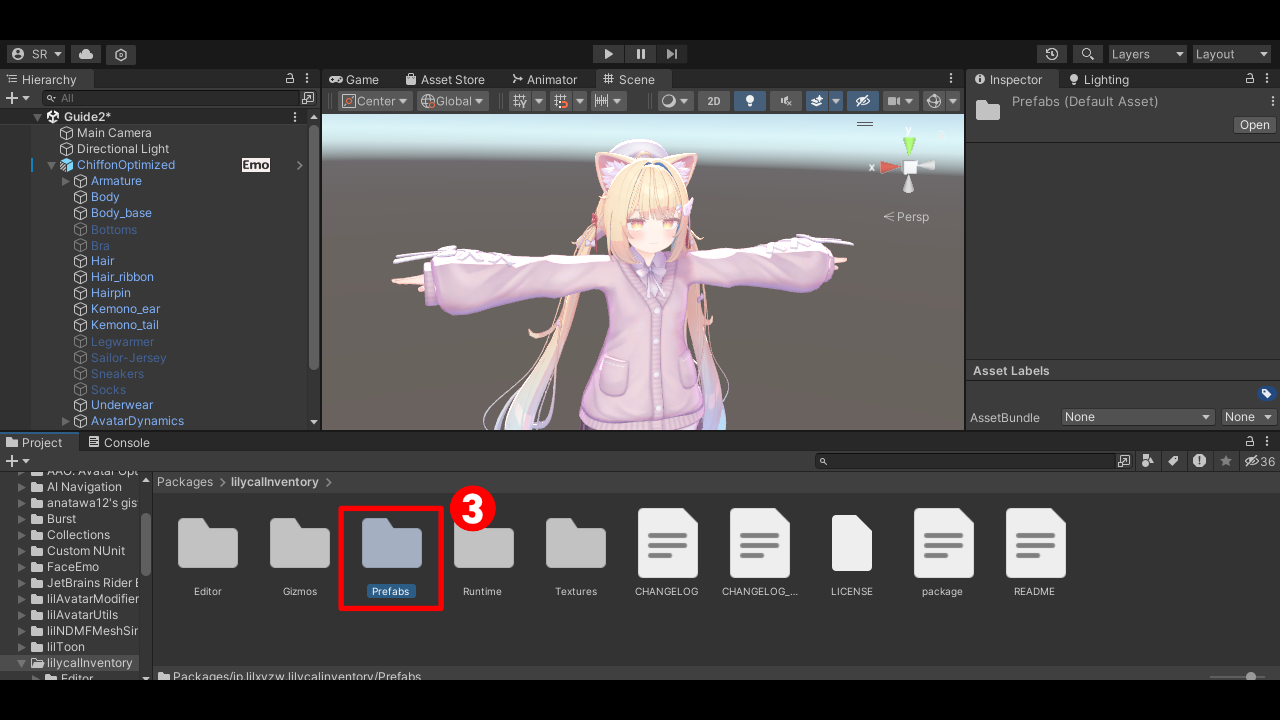 SR
Layers
Layout
Hierarchy
Game
Asset Store
Animator
Scene
Inspector
Lighting
All
Center
Global
2D
Prefabs (Default Asset)
Open
Guide2*
Main Camera
Directional Light
ChiffonOptimized
Emo
Armature
Body
Body_base
Bottoms
Bra
Hair
Hair_ribbon
Hairpin
Kemono_ear
Kemono_tail
Legwarmer
Sailor-Jersey
Sneakers
Socks
Underwear
AvatarDynamics
y
x
Persp
Asset Labels
AssetBundle
None
None
Project
Console
36
AAO: Avatar Opt
AI Navigation
anatawa12's gis
Burst
Collections
Custom NUnit
FaceEmo
JetBrains Rider E
lilAvatarModifier
lilAvatarUtils
lilNDMFMeshSim
lilToon
lilycalInventory
Editor
Packages > lilycalInventory >
3
Editor
Gizmos
Prefabs
Runtime
Textures
CHANGELOG
CHANGELOG_...
LICENSE
package
README
Packages/jp.lilxyzw.lilycalinventory/Prefabs